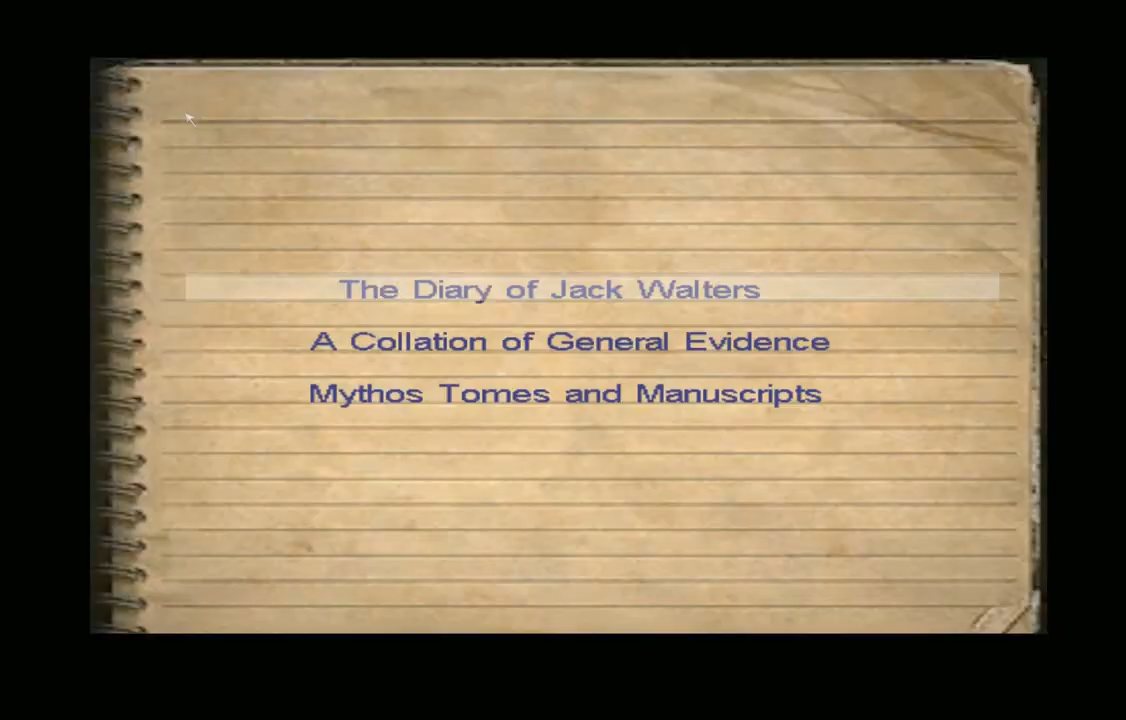 The Diary of Jack Walters
A Collation of General Evidence
Mythos Tomes and Manuscripts